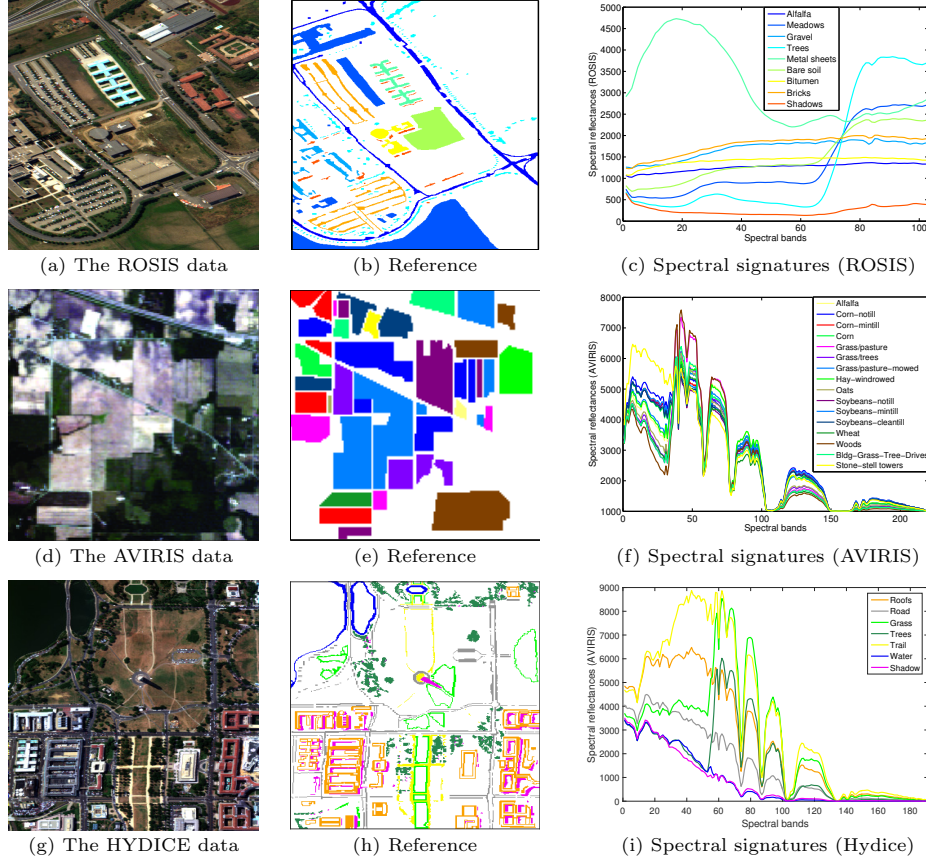 5000
4500
4000
3500
3000
2500
2000
1500
1000
500
0
Spectral reflectances (ROSIS)
Alfalfa
Meadows
Gravel
Trees
Metal sheets
Bare soil
Bitumen
Bricks
Shadows
0 20 40 60 80 100
Spectral bands
(a) The ROSIS data
(b) Reference
(c) Spectral signatures (ROSIS)
8000
7000
6000
5000
4000
3000
2000
1000
Spectral reflectances (AVIRIS)
Alfalfa
Corn−notill
Corn−mintill
Corn
Grass/pasture
Grass/trees
Grass/pasture−mowed
Hay−windrowed
Oats
Soybeans−notill
Soybeans−mintill
Soybeans−cleantill
Wheat
Woods
Bldg−Grass−Tree−Drives
Stone−stell towers
0 50 100 150 200
Spectral bands
(d) The AVIRIS data
(e) Reference
(f) Spectral signatures (AVIRIS)
9000
8000
7000
6000
5000
4000
3000
2000
1000
0
Spectral reflectances (AVIRIS)
Roofs
Road
Grass
Trees
Trail
Water
Shadow
0 20 40 60 80 100 120 140 160 180
Spectral bands
(g) The HYDICE data
(h) Reference
(i) Spectral signatures (Hydice)